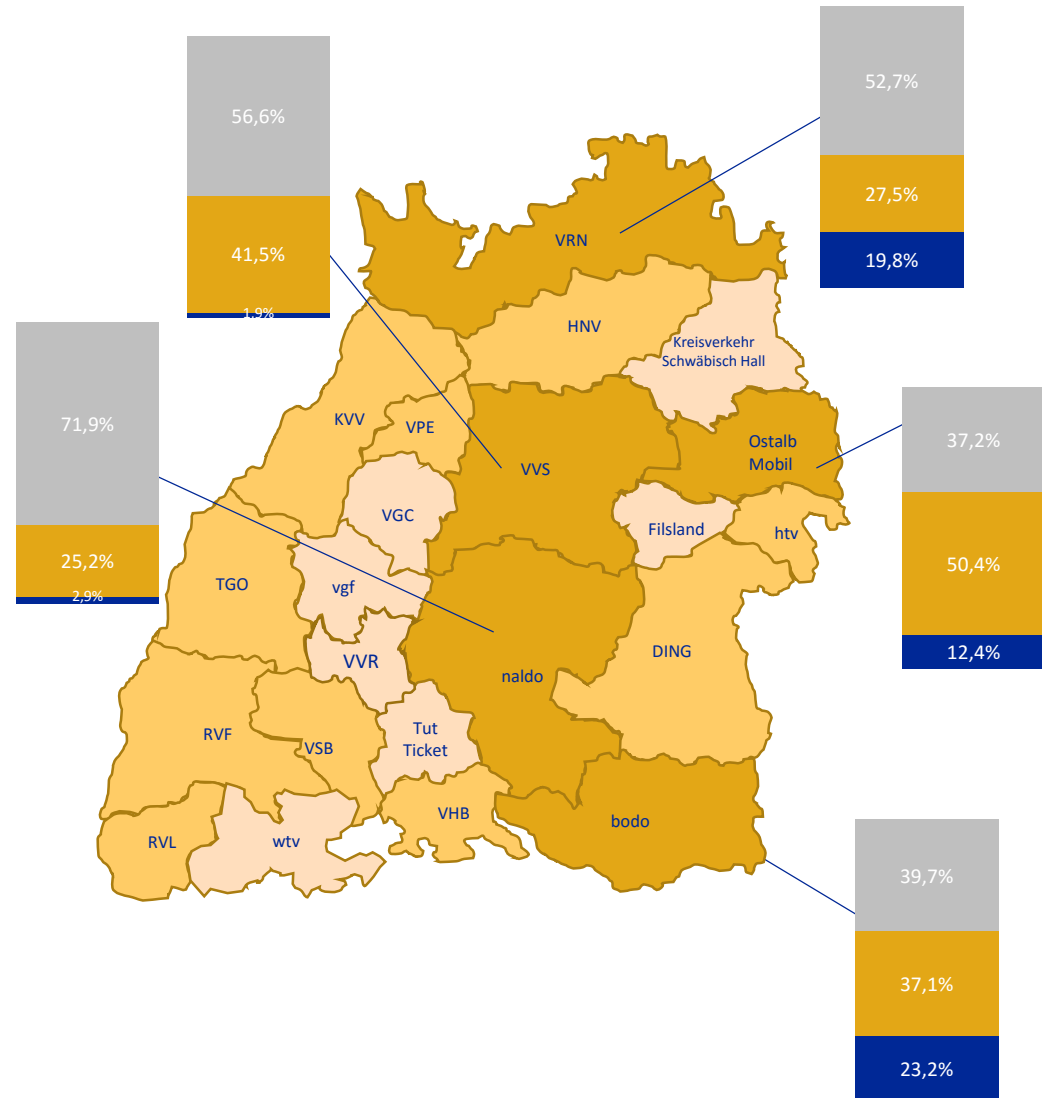 52,7%
27,5%
19,8%
56,6%
41,5%
1,9%
71,9%
25,2%
2,9%
37,2%
50,4%
12,4%
39,7%
37,1%
23,2%
VRN
HNV
Kreisverkehr
Schwäbisch Hall
KVV
VPE
VVS
Ostalb
Mobil
VGC
Filsland
htv
TGO
vgf
VVR
naldo
DING
RVF
VSB
Tut
Ticket
RVL
wtv
VHB
bodo